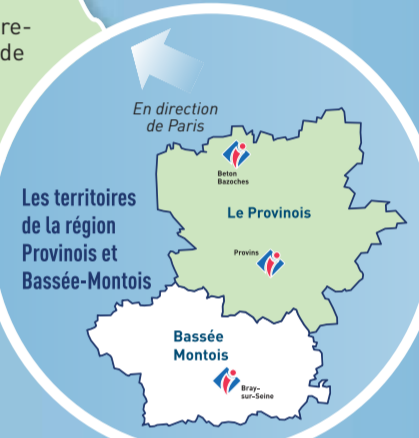 re-
de
En direction
de Paris
Les territoires
de la région
Provinois et
Bassée-Montois
Beton
Bazoches
Le Provinois
Provins
Bassée
Montois
Bray-
sur-Seine